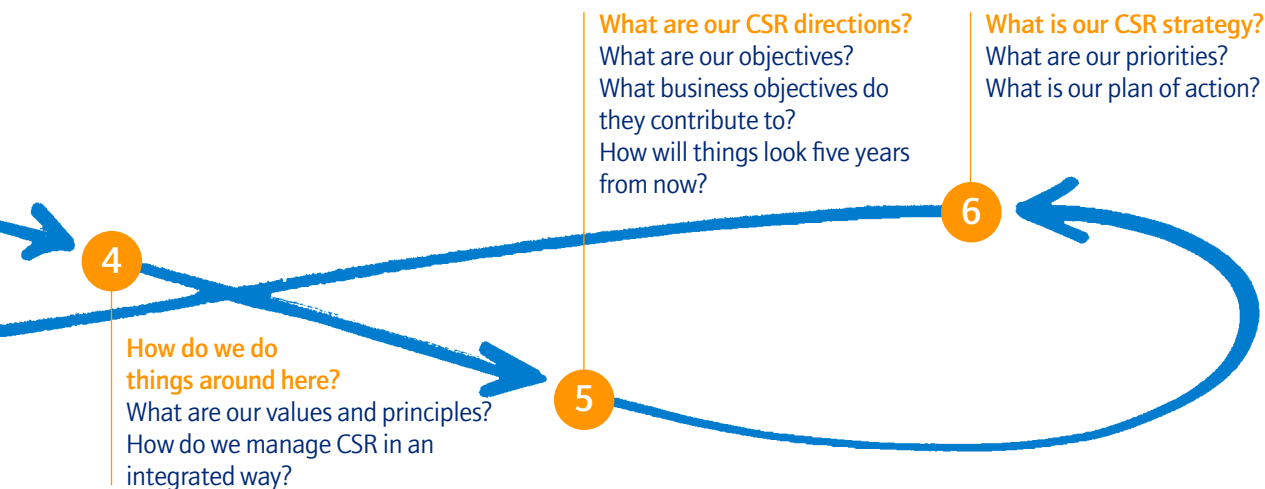 What are our CSR directions?
What are our objectives?
What business objectives do
they contribute to?
How will things look five years
from now?
What is our CSR strategy?
What are our priorities?
What is our plan of action?
6
4
How do we do
things around here?
What are our values and principles?
How do we manage CSR in an
integrated way?
5